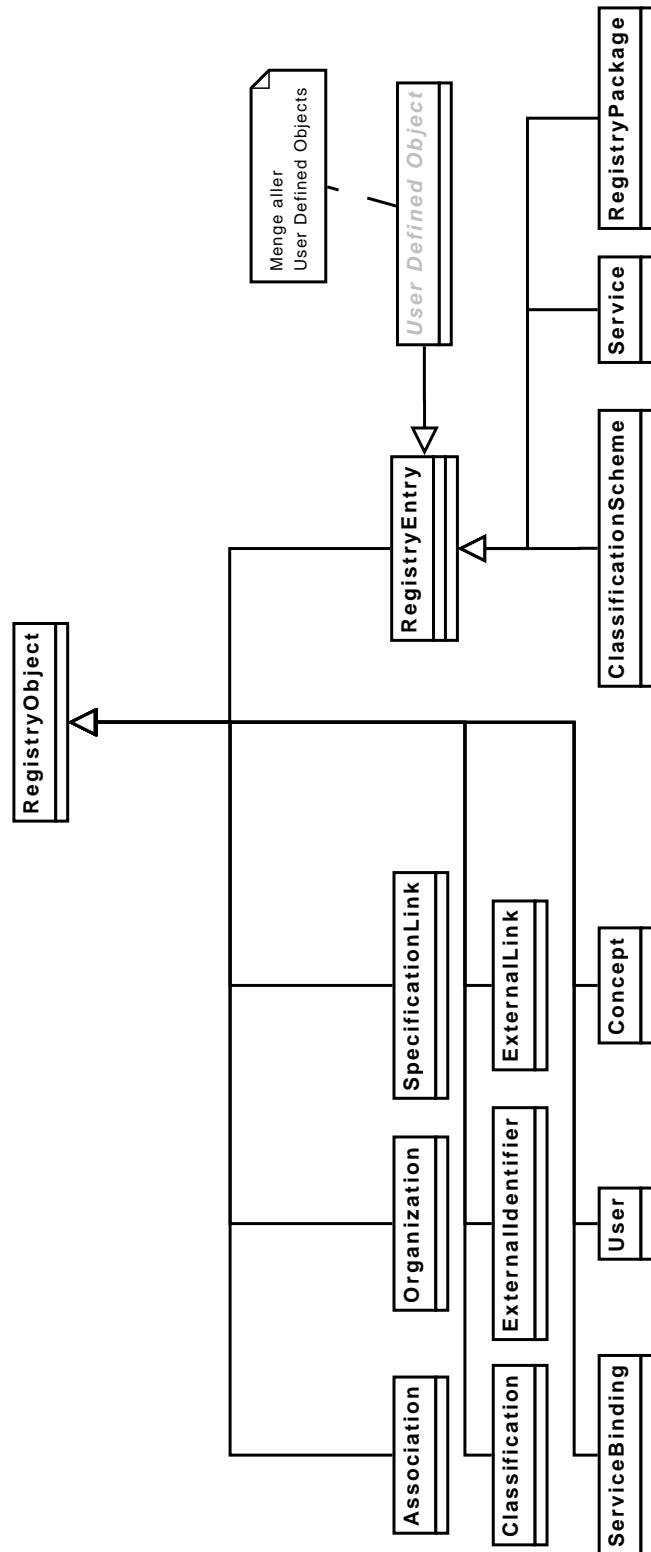 RegistryObject
Menge aller
User Defined Objects
Association
Organization
SpecificationLink
RegistryEntry
User Defined Object
Classification
ExternalIdentifier
ExternalLink
ServiceBinding
User
Concept
ClassificationScheme
Service
RegistryPackage